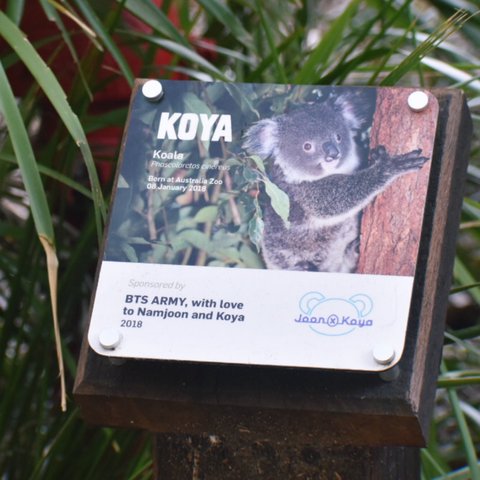 KOYA
Koala
Phascolarctos cinereus
Born at Australia Zoo
08 January 2018
Sponsored by
BTS ARMY, with love
to Namjoon and Koya
2018
Joon x Koya